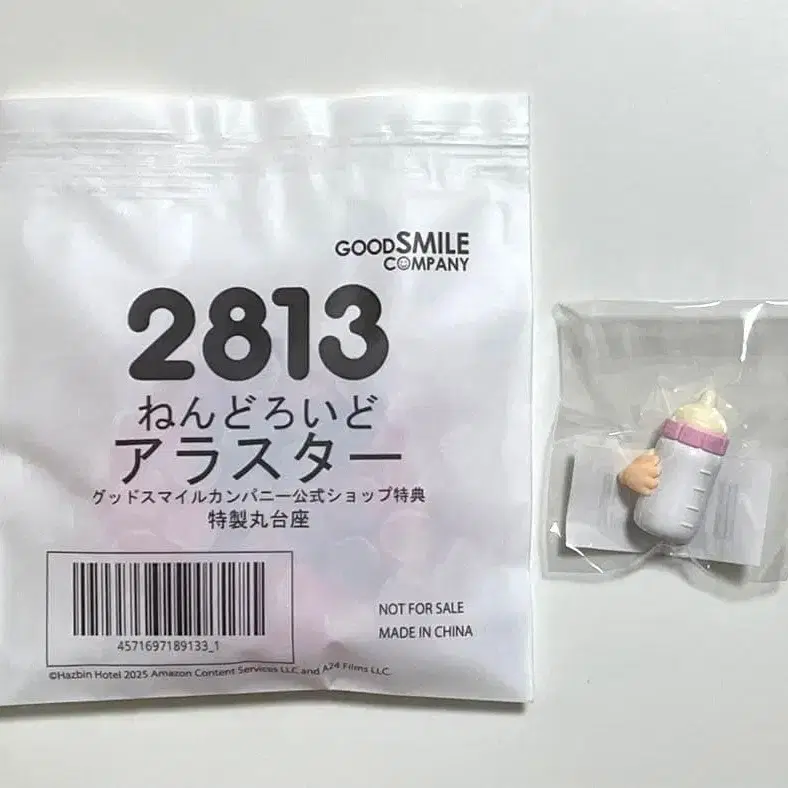 GOODSMILE
COMPANY
2813
ねんどろいど
アラスター
グッドスマイルカンパニー公式ショップ特典
特製丸台座
4571697189133_1
NOT FOR SALE
MADE IN CHINA
©Hazbin Hotel 2025 Amazon Content Services LLC and A24 Films LLC.